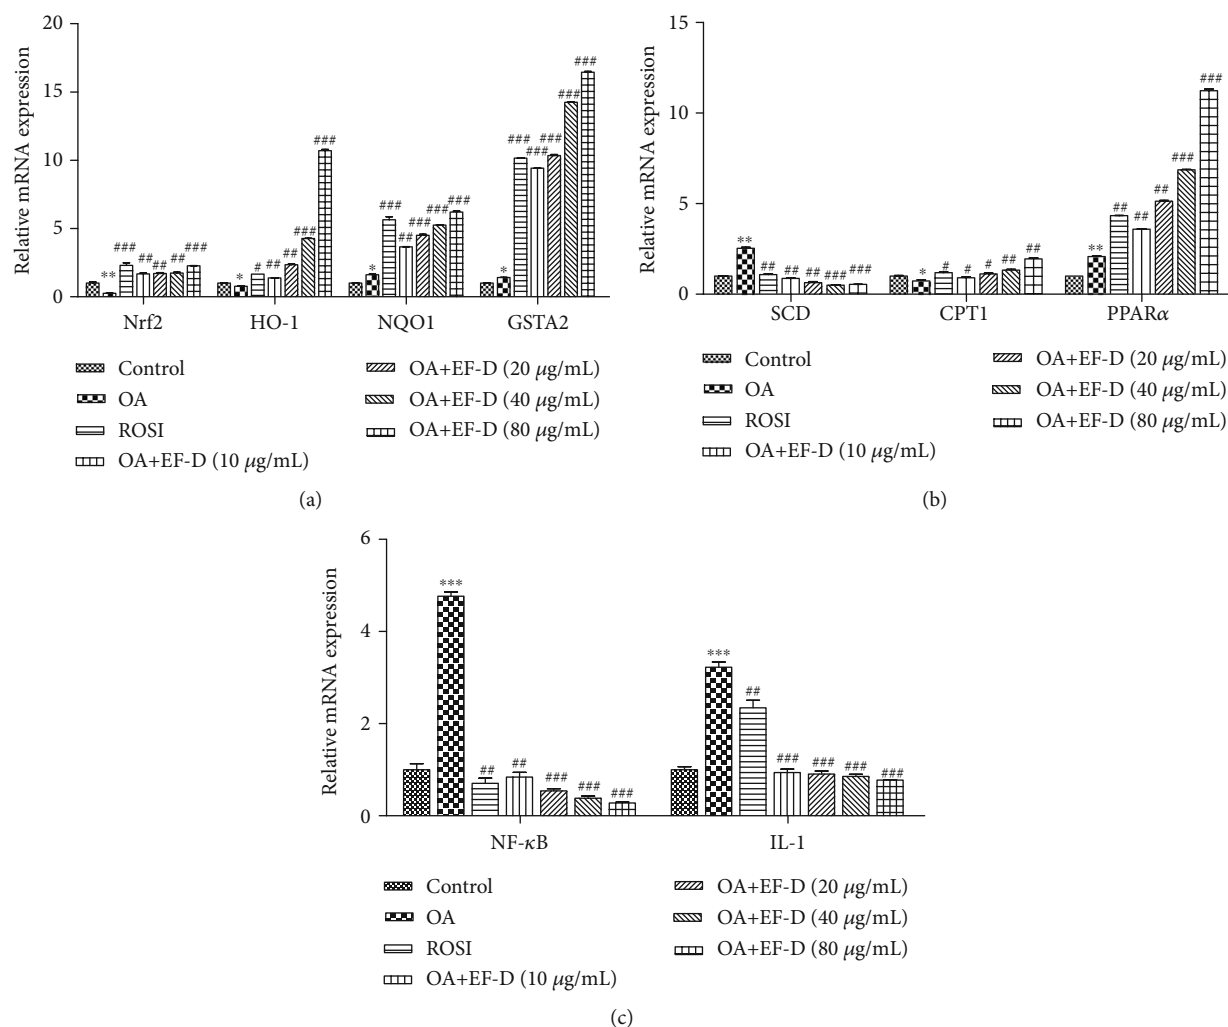 20
15
10
5
0
Relative mRNA expression
** ### ## ## ## ###
* # ## ## ### ###
* ### ## ### ### ###
* ### ### ### ### ###
Nrf2 HO-1 NQO1 GSTA2
Control
OA
ROSI
OA+EF-D (10 μg/mL)
OA+EF-D (20 μg/mL)
OA+EF-D (40 μg/mL)
OA+EF-D (80 μg/mL)
(a)
15
10
5
0
Relative mRNA expression
** ## ## ## ### ###
* # # # ## ##
** ## ## ## ### ###
SCD CPT1 PPARα
Control
OA
ROSI
OA+EF-D (10 μg/mL)
OA+EF-D (20 μg/mL)
OA+EF-D (40 μg/mL)
OA+EF-D (80 μg/mL)
(b)
6
4
2
0
Relative mRNA expression
*** ## ## ### ### ###
*** ## ### ### ### ###
NF-κB IL-1
Control
OA
ROSI
OA+EF-D (10 μg/mL)
OA+EF-D (20 μg/mL)
OA+EF-D (40 μg/mL)
OA+EF-D (80 μg/mL)
(c)